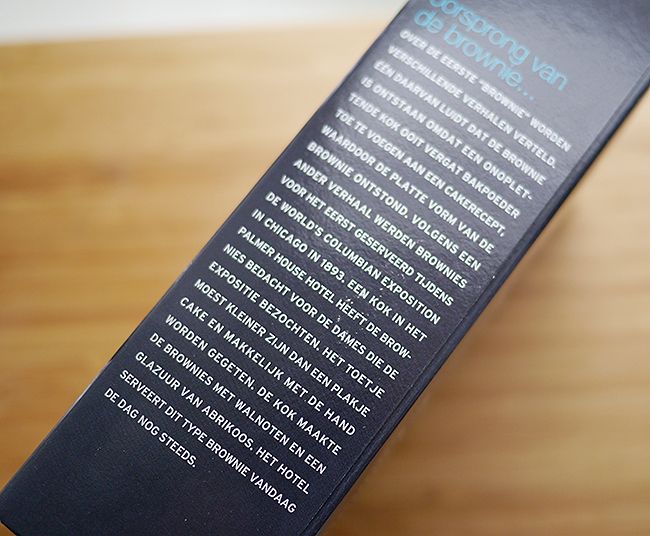 oorsprong van
de brownie...
OVER DE EERSTE "BROWNIE" WORDEN
VERSCHILLENDE VERHALEN VERTELD.
EÉN DAARVAN LUIDT DAT DE BROWNIE
IS ONTSTAAN OMDAT EEN ONOPLET-
TENDE KOK OOIT VERGAT BAKPOEDER
TOE TE VOEGEN AAN EEN CAKERECEPT,
WAARDOOR DE PLATTE VORM VAN DE
BROWNIE ONTSTOND. VOLGENS EEN
ANDER VERHAAL WERDEN BROWNIES
VOOR HET EERST GESERVEERD TIJDENS
DE WORLD'S COLUMBIAN EXPOSITION
IN CHICAGO IN 1893. EEN KOK IN HET
PALMER HOUSE HOTEL HEEFT DE BROW-
NIES BEDACHT VOOR DE DAMES DIE DE
EXPOSITIE BEZOCHTEN. HET TOETJE
MOEST KLEINER ZIJN DAN EEN PLAKJE
CAKE EN MAKKELIJK MET DE HAND
WORDEN GEGETEN. DE KOK MAAKTE
DE BROWNIES MET WALNOTEN EN EEN
GLAZUUR VAN ABRIKOOS. HET HOTEL
SERVEERT DIT TYPE BROWNIE VANDAAG
DE DAG NOG STEEDS.